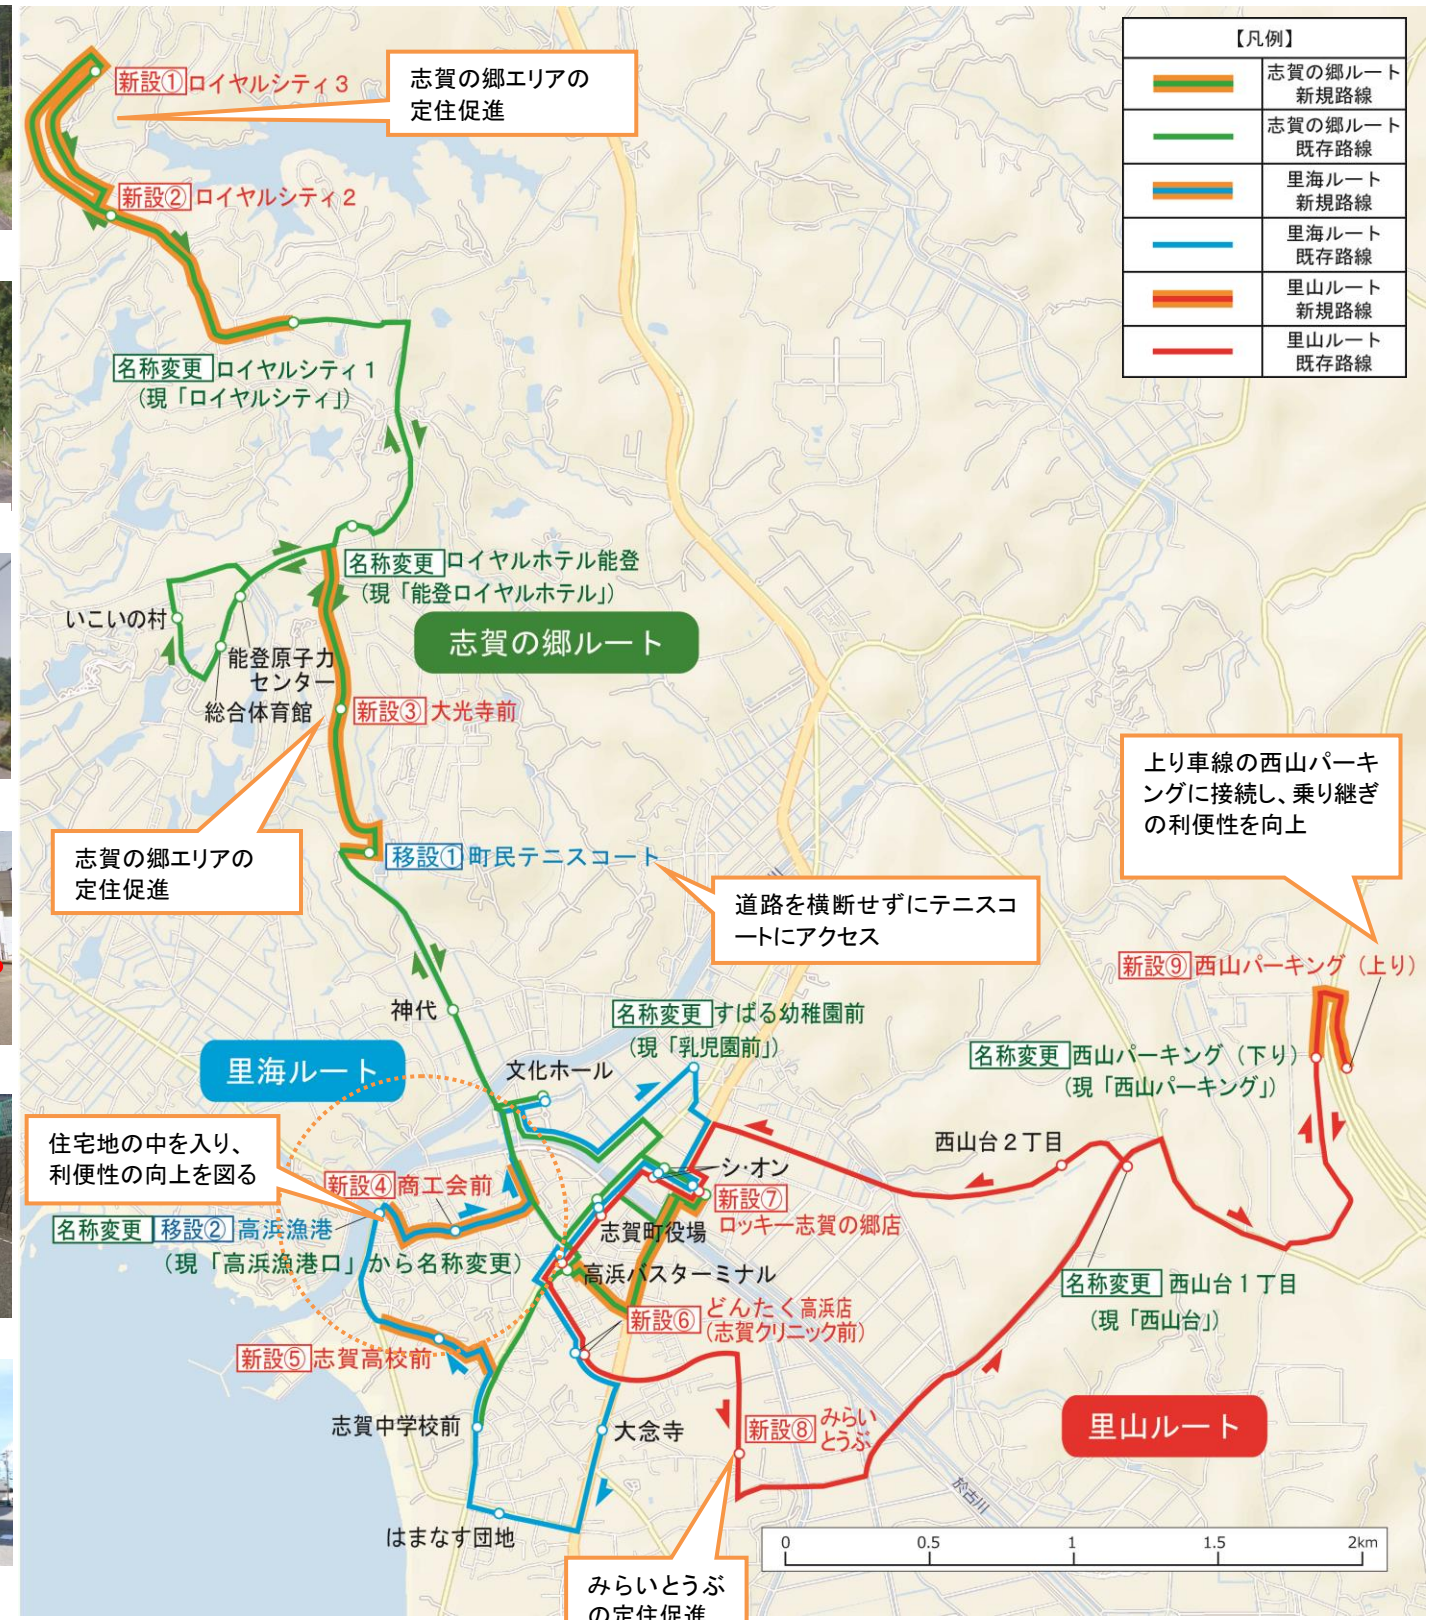 【凡例】
志賀の郷ルート
新規路線
志賀の郷ルート
既存路線
里海ルート
新規路線
里海ルート
既存路線
里山ルート
新規路線
里山ルート
既存路線
新設① ロイヤルシティ3
志賀の郷エリアの
定住促進
新設② ロイヤルシティ2
名称変更 ロイヤルシティ1
(現「ロイヤルシティ」)
名称変更 ロイヤルホテル能登
(現「能登ロイヤルホテル」)
いこいの村
志賀の郷ルート
能登原子力
センター
総合体育館
新設③ 大光寺前
上り車線の西山パーキ
ングに接続し、乗り継ぎ
の利便性を向上
志賀の郷エリアの
定住促進
移設① 町民テニスコート
道路を横断せずにテニスコ
ートにアクセス
新設⑨ 西山パーキング（上り）
神代
名称変更 すばる幼稚園前
(現「乳児園前」)
里海ルート
文化ホール
名称変更 西山パーキング（下り）
(現「西山パーキング」)
住宅地の中を入り、
利便性の向上を図る
西山台2丁目
シ・オン
新設④ 商工会前
新設⑦
ロッキー志賀の郷店
名称変更 移設② 高浜漁港
(現「高浜漁港口」から名称変更)
志賀町役場
高浜バスターミナル
名称変更 西山台1丁目
(現「西山台」)
新設⑥ どんたく高浜店
(志賀クリニック前)
新設⑤ 志賀高校前
志賀中学校前
大念寺
新設⑧ みらい
とうぶ
里山ルート
於古川
はまなす団地
0 0.5 1 1.5 2km
みらいとうぶ
の定住促進